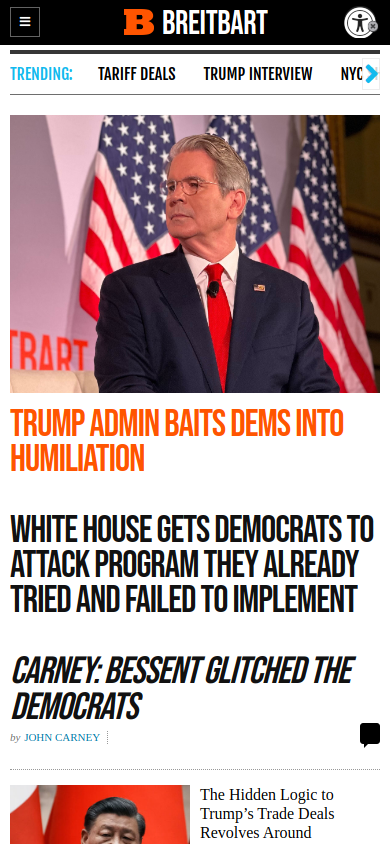 BREITBART
TRENDING:
TARIFF DEALS
TRUMP INTERVIEW
NYC
TRUMP ADMIN BAITS DEMS INTO
HUMILIATION
WHITE HOUSE GETS DEMOCRATS TO
ATTACK PROGRAM THEY ALREADY
TRIED AND FAILED TO IMPLEMENT
CARNEY: BESSENT GLITCHED THE
DEMOCRATS
by JOHN CARNEY
The Hidden Logic to
Trump’s Trade Deals
Revolves Around